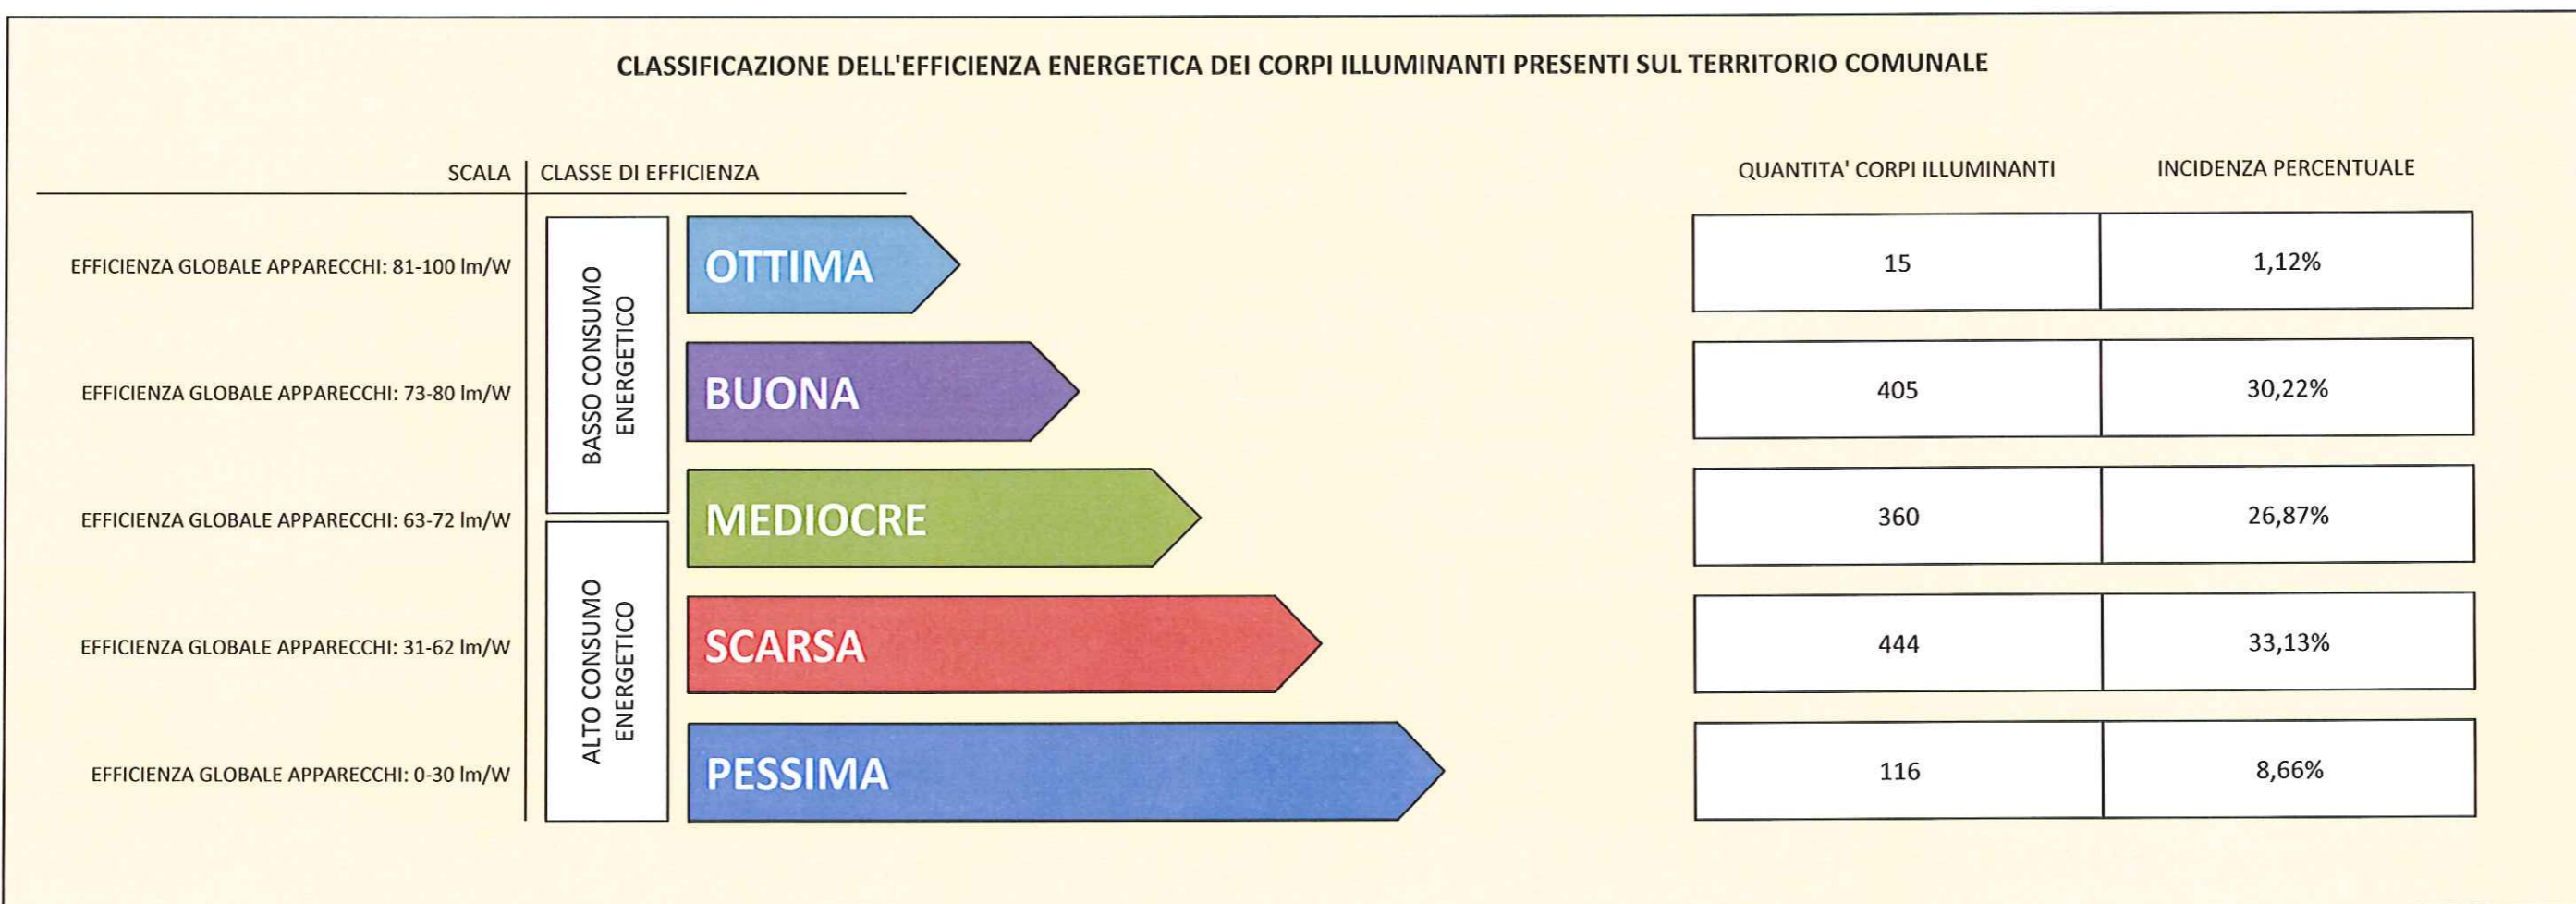 CLASSIFICAZIONE DELL'EFFICIENZA ENERGETICA DEI CORPI ILLUMINANTI PRESENTI SUL TERRITORIO COMUNALE
SCALA CLASSE DI EFFICIENZA QUANTITA' CORPI ILLUMINANTI INCIDENZA PERCENTUALE
BASSO CONSUMO
ENERGETICO
EFFICIENZA GLOBALE APPARECCHI: 81-100 lm/W OTTIMA 15 1,12%
EFFICIENZA GLOBALE APPARECCHI: 73-80 lm/W BUONA 405 30,22%
EFFICIENZA GLOBALE APPARECCHI: 63-72 lm/W MEDIOCRE 360 26,87%
ALTO CONSUMO
ENERGETICO
EFFICIENZA GLOBALE APPARECCHI: 31-62 lm/W SCARSA 444 33,13%
EFFICIENZA GLOBALE APPARECCHI: 0-30 lm/W PESSIMA 116 8,66%